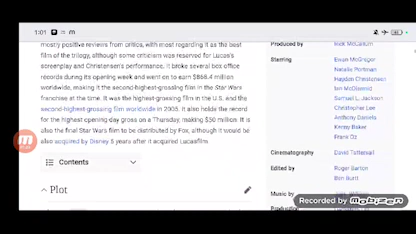 1:01
mostly positive reviews from critics, with most regarding it as the best
film of the trilogy, although some criticism was reserved for Lucas's
screenplay and Christensen's performance. It broke several box office
records during its opening week and went on to earn $868.4 million
worldwide, making it the second-highest-grossing film in the Star Wars
franchise at the time. It was the highest-grossing film in the U.S. and the
second-highest-grossing film worldwide in 2005. It also holds the record
for the highest opening day gross on a Thursday, making $50 million. It is
also the final Star Wars film to be distributed by Fox, although it would be
also acquired by Disney 5 years after it acquired Lucasfilm
Contents
Plot
Produced by
Rick McCallum
Starring
Ewan McGregor
Natalie Portman
Hayden Christensen
Ian McDiarmid
Samuel L. Jackson
Christopher Lee
Anthony Daniels
Kenny Baker
Frank Oz
Cinematography
David Tattersall
Edited by
Roger Barton
Ben Burtt
Music by
Production
Recorded by
MOBIZEN